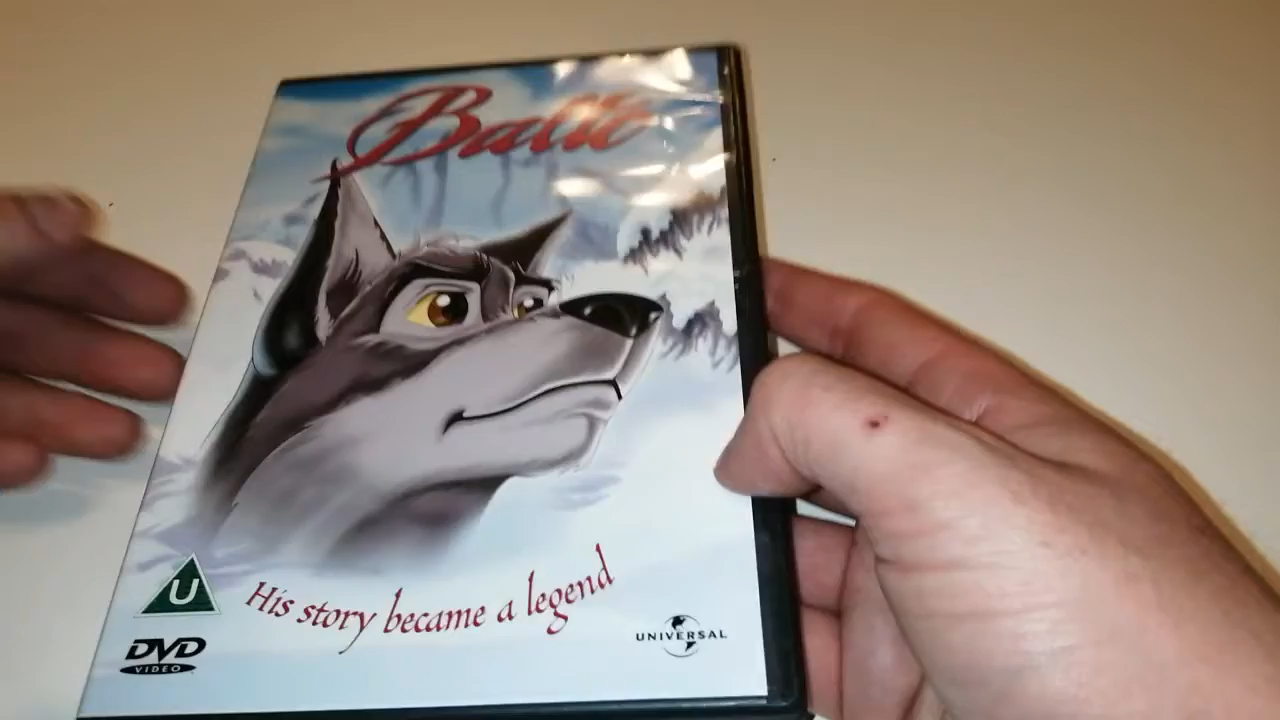 Balto
U
His story became a legend
DVD
VIDEO
UNIVERSAL